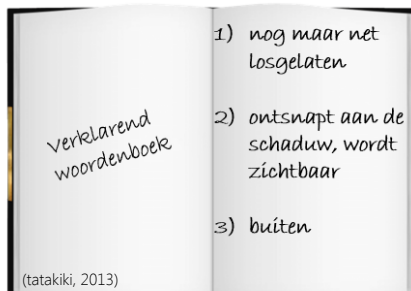 Verklarend
woordenboek
(tatakiki, 2013)
1) nog maar net
losgelaten
2) ontsnapt aan de
schaduw, wordt
zichtbaar
3) buiten